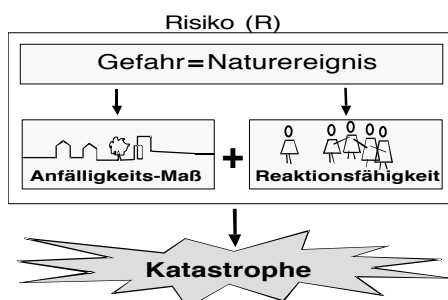 Risiko (R)
Gefahr=Naturereignis
Anfälligkeits-Maß + Reaktionsfähigkeit
Katastrophe